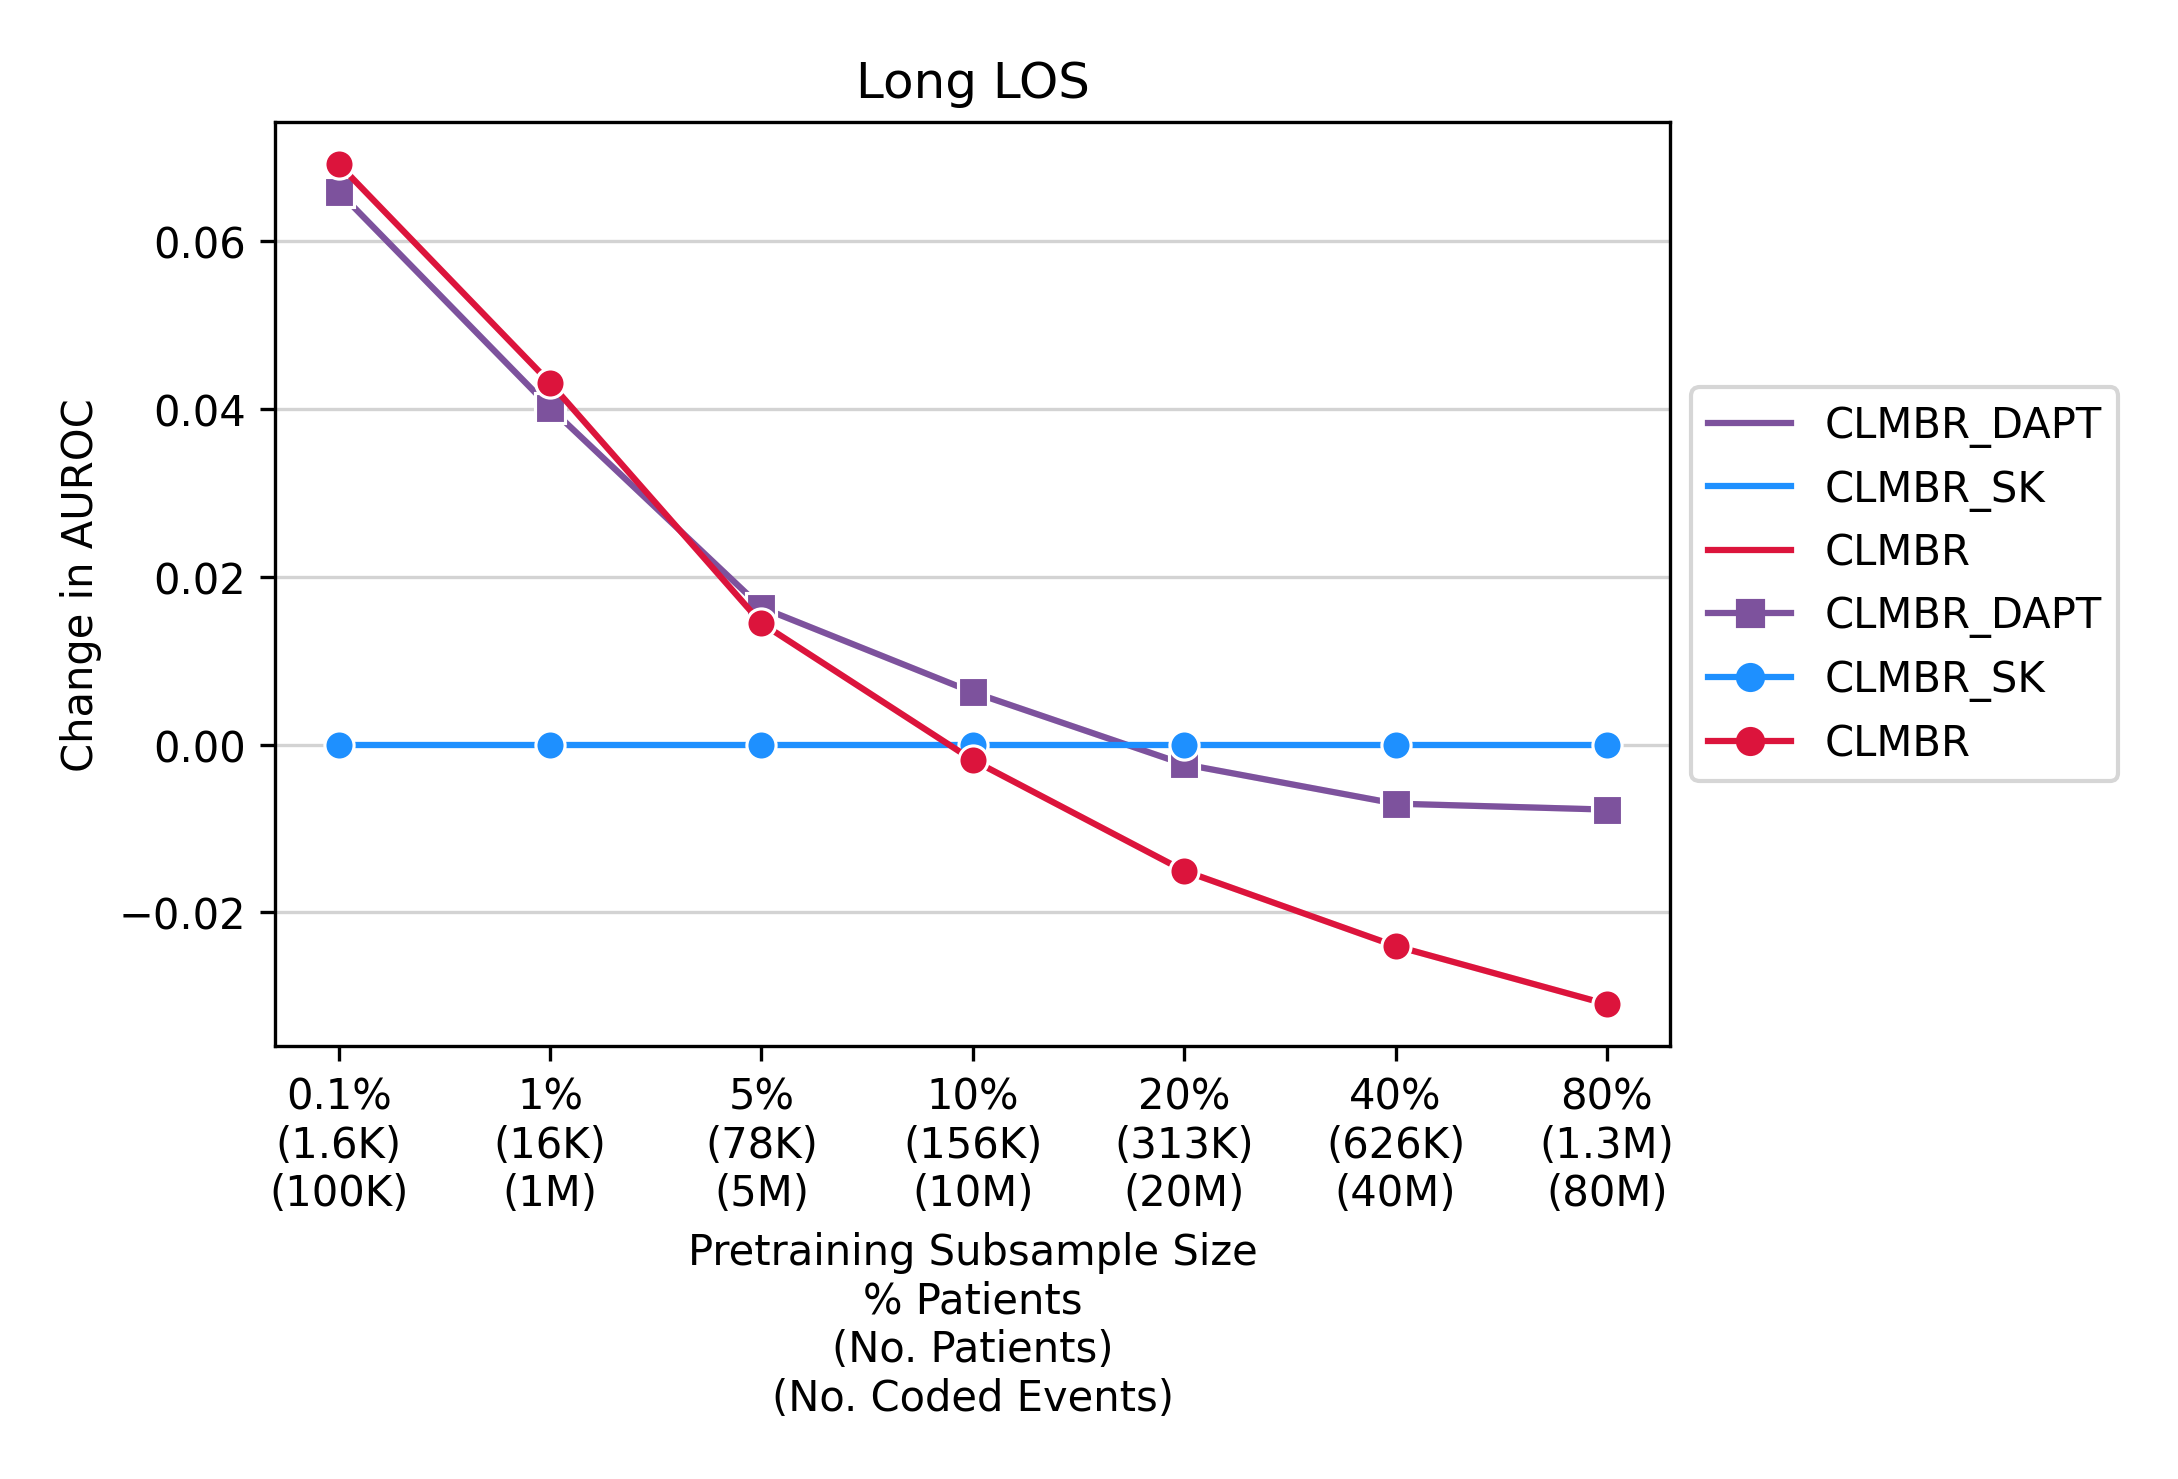 Long LOS
Change in AUROC
0.06
0.04
0.02
0.00
−0.02
0.1% 1% 5% 10% 20% 40% 80%
(1.6K) (16K) (78K) (156K) (313K) (626K) (1.3M)
(100K) (1M) (5M) (10M) (20M) (40M) (80M)
Pretraining Subsample Size
% Patients
(No. Patients)
(No. Coded Events)
CLMBR_DAPT
CLMBR_SK
CLMBR
CLMBR_DAPT
CLMBR_SK
CLMBR